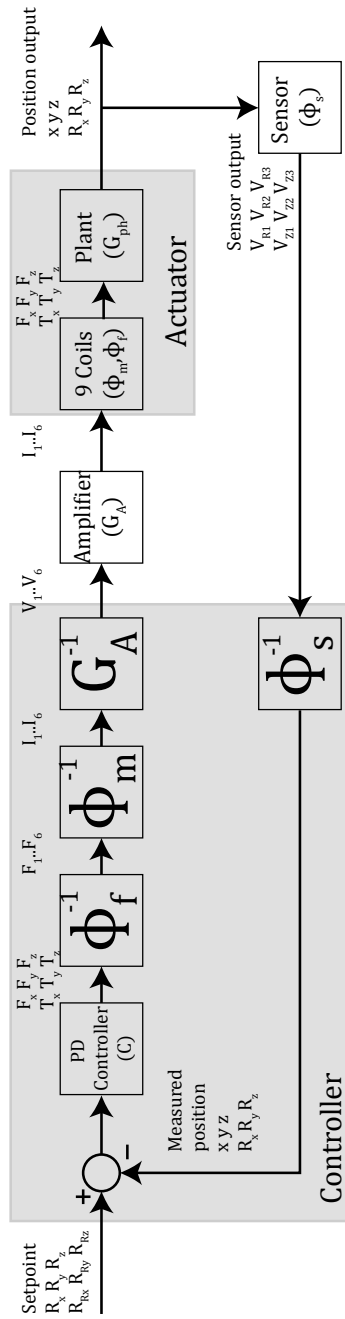 Setpoint
R_x R_y R_z
R_Rx R_Ry R_Rz
+
−
PD
Controller
(C)
F_x F_y F_z
T_x T_y T_z
ϕ_f^-1
F_1..F_6
ϕ_m^-1
I_1..I_6
G_A^-1
V_1..V_6
Amplifier
(G_A)
I_1..I_6
9 Coils
(ϕ_m,ϕ_f)
F_x F_y F_z
T_x T_y T_z
Plant
(G_ph)
Actuator
Position output
x y z
R_x R_y R_z
Sensor
(ϕ_s)
Sensor output
V_R1 V_R2 V_R3
V_Z1 V_Z2 V_Z3
ϕ_s^-1
Measured
position
x y z
R_x R_y R_z
Controller